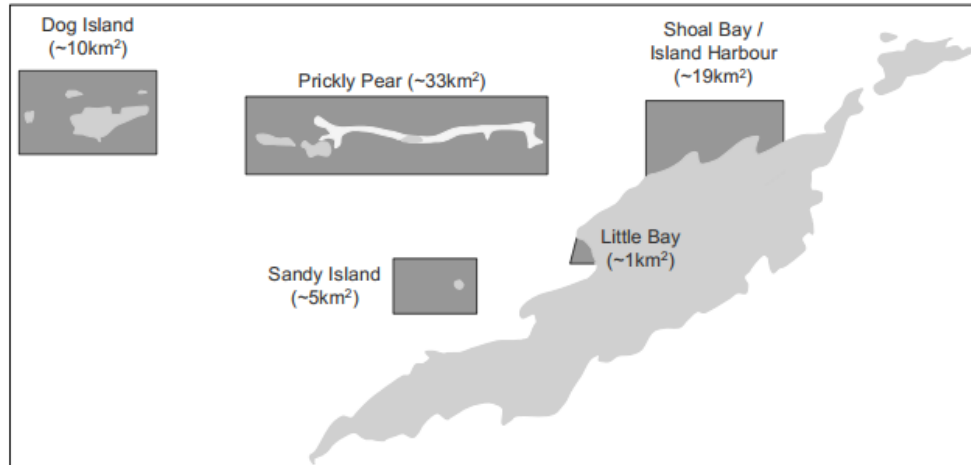 Dog Island
(~10km²)
Prickly Pear (~33km²)
Shoal Bay /
Island Harbour
(~19km²)
Sandy Island
(~5km²)
Little Bay
(~1km²)